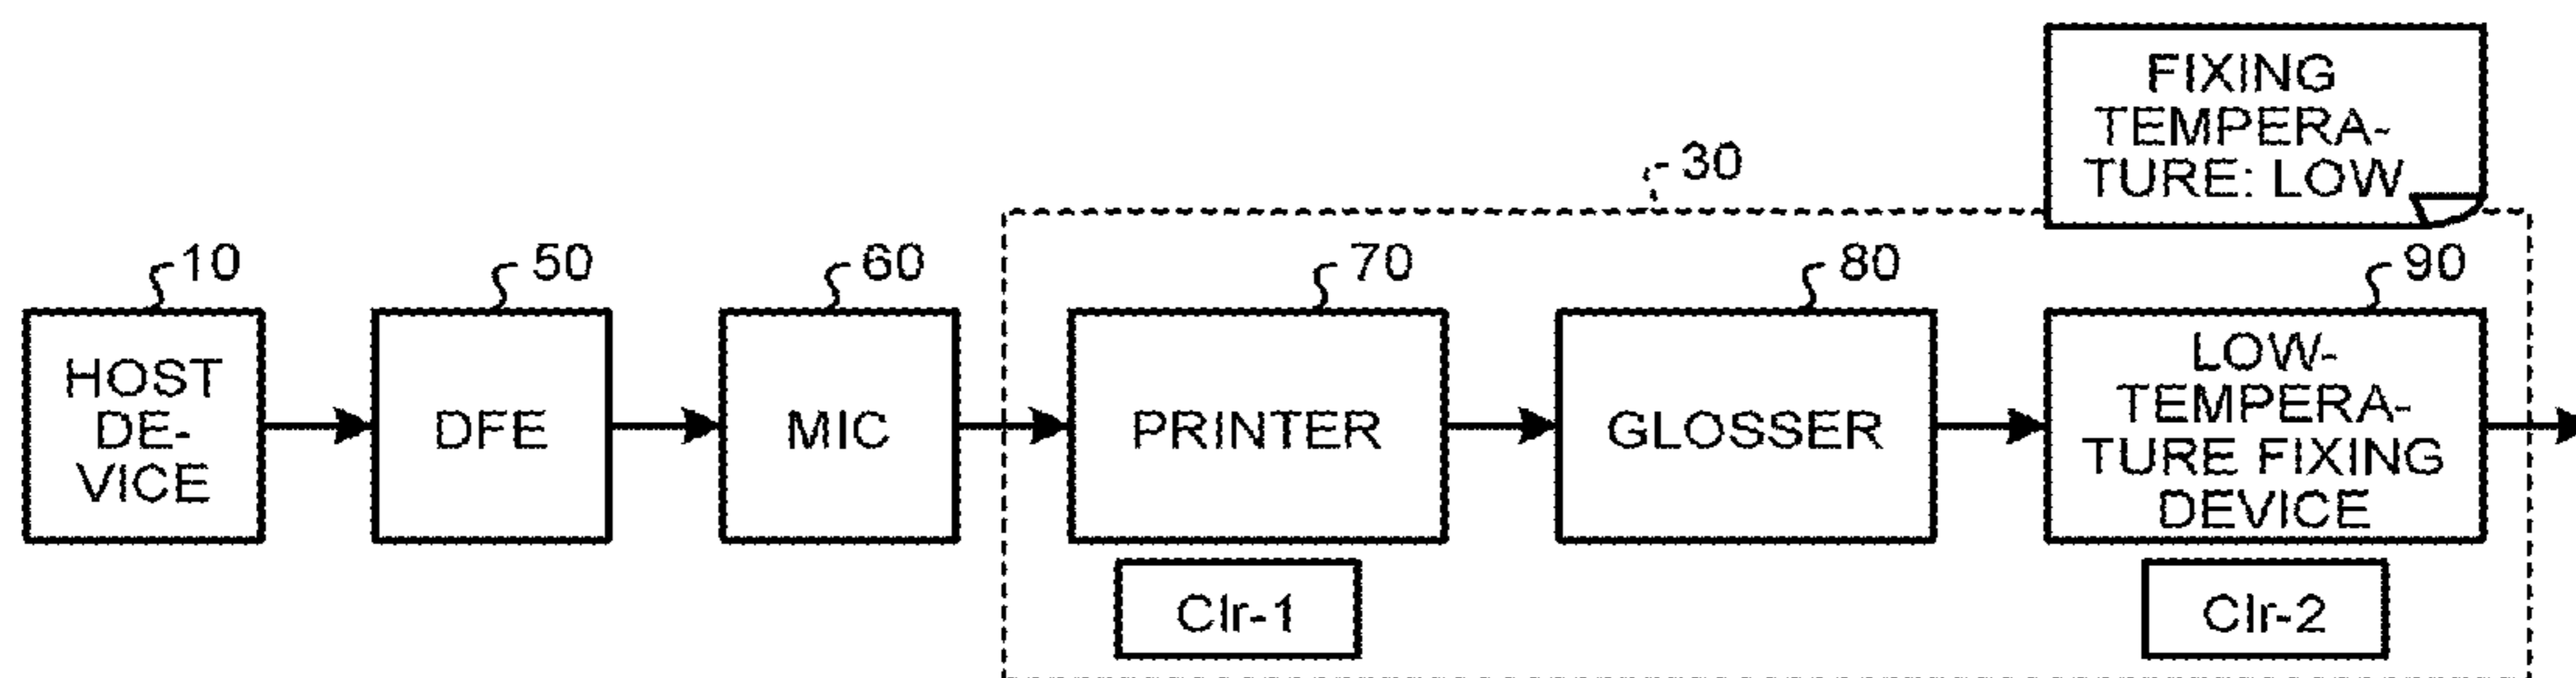 FIXING
TEMPERA-
TURE: LOW
30
10
50
60
70
80
90
HOST
DE-
VICE
DFE
MIC
PRINTER
GLOSSER
LOW-
TEMPERA-
TURE FIXING
DEVICE
Clr-1
Clr-2